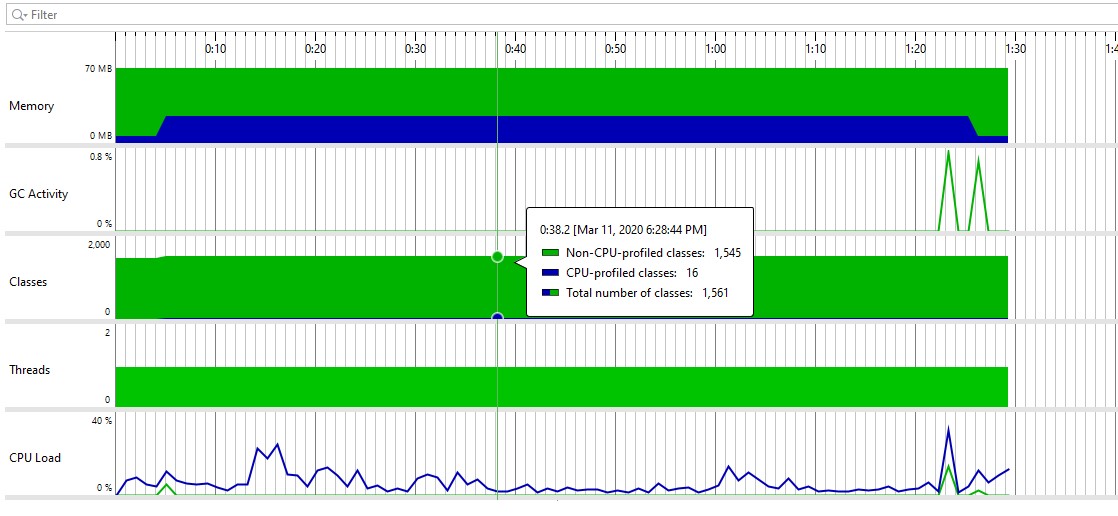 Filter
0:10 0:20 0:30 0:40 0:50 1:00 1:10 1:20 1:30 1:4
70 MB
Memory
0 MB
0.8 %
GC Activity
0 %
0:38.2 [Mar 11, 2020 6:28:44 PM]
Non-CPU-profiled classes: 1,545
CPU-profiled classes: 16
Total number of classes: 1,561
2,000
Classes
0
2
Threads
0
40 %
CPU Load
0 %